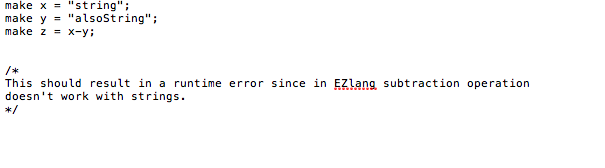 make x = "string";
make y = "alsoString";
make z = x-y;
/*
This should result in a runtime error since in EZlang subtraction operation
doesn't work with strings.
*/